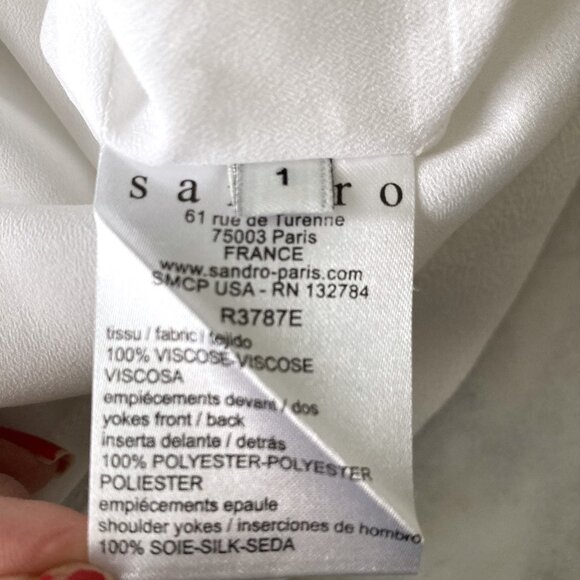 1
sa ro
61 rue de Turenne
75003 Paris
FRANCE
www.sandro-paris.com
SMCP USA - RN 132784
R3787E
tissu / fabric / tejido
100% VISCOSE-VISCOSE
VISCOSA
empiécements devant / dos
yokes front / back
inserta delante / detrás
100% POLYESTER-POLYESTER
POLIESTER
empiécements epaule
shoulder yokes / inserciones de hombro
100% SOIE-SILK-SEDA